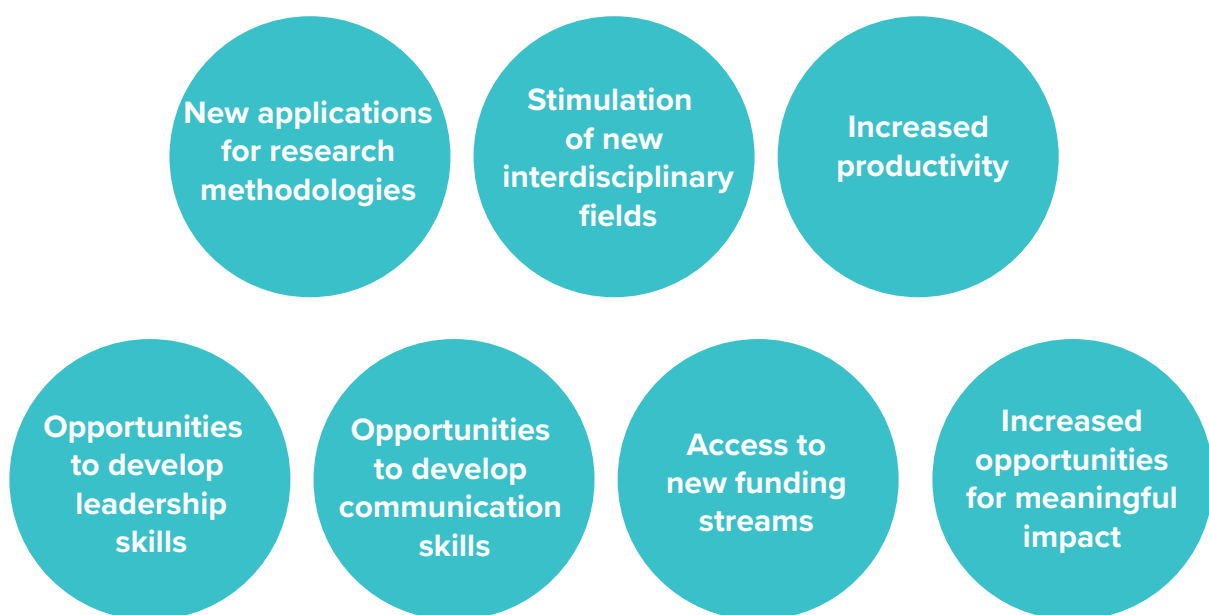 New applications
for research
methodologies
Stimulation
of new
interdisciplinary
fields
Increased
productivity
Opportunities
to develop
leadership
skills
Opportunities
to develop
communication
skills
Access to
new funding
streams
Increased
opportunities
for meaningful
impact